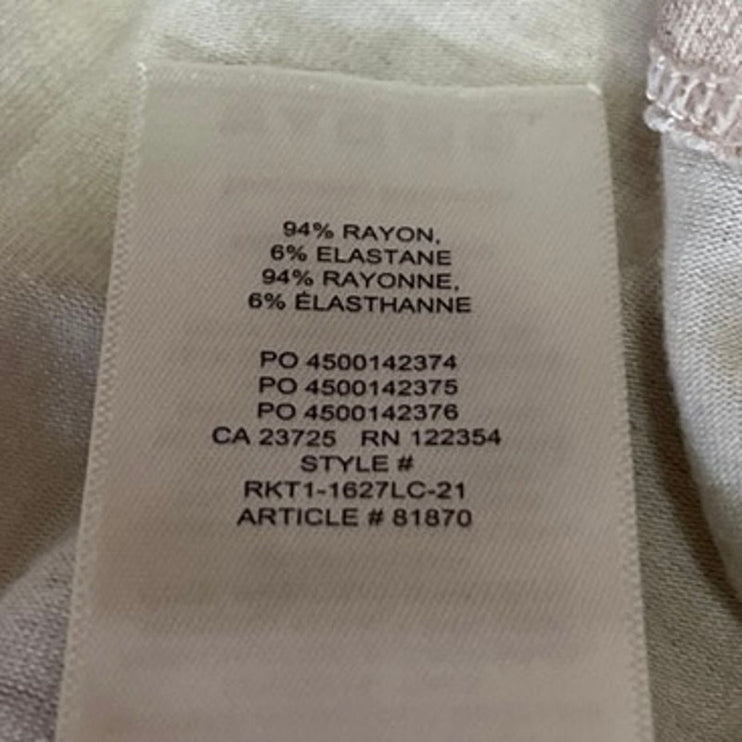 94% RAYON,
6% ELASTANE
94% RAYONNE,
6% ÉLASTHANNE
PO 4500142374
PO 4500142375
PO 4500142376
CA 23725 RN 122354
STYLE #
RKT1-1627LC-21
ARTICLE # 81870